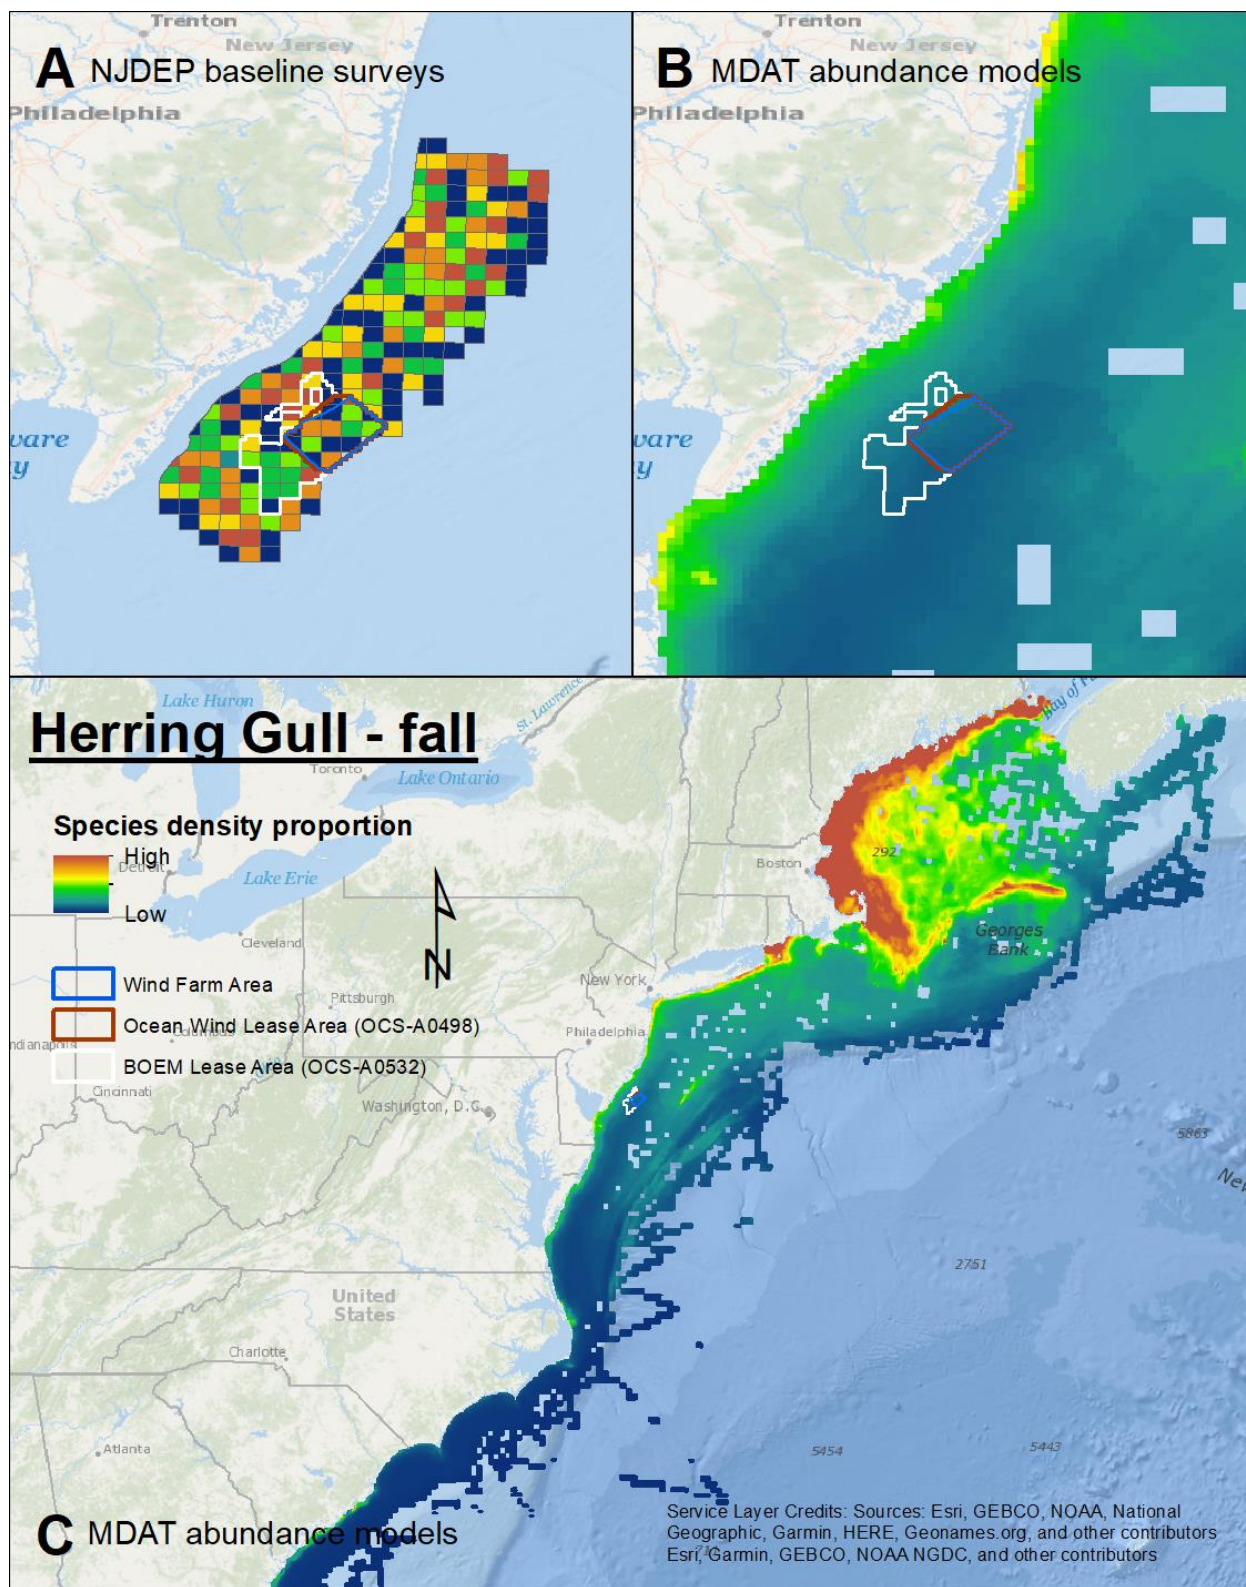 Trenton
New Jersey
A NJDEP baseline surveys
Philadelphia
ware
y
Trenton
New Jersey
B MDAT abundance models
Philadelphia
ware
y
Lake Huron
St. Lawrence
Bay of Fu
Herring Gull - fall
Toronto
Lake Ontario
Species density proportion
High
Detroit
Low
Lake Erie
Boston
292
Cleveland
Georges
Bank
N
New York
Wind Farm Area
Pittsburgh
Ocean Wind Lease Area (OCS-A0498)
Columbus
Philadelphia
ndianapolis
BOEM Lease Area (OCS-A0532)
Cincinnati
Washington, D.C.
5863
New
2751
United
States
Charlotte
Atlanta
5454
5443
C MDAT abundance models
Service Layer Credits: Sources: Esri, GEBCO, NOAA, National
Geographic, Garmin, HERE, Geonames.org, and other contributors
Esri, Garmin, GEBCO, NOAA NGDC, and other contributors